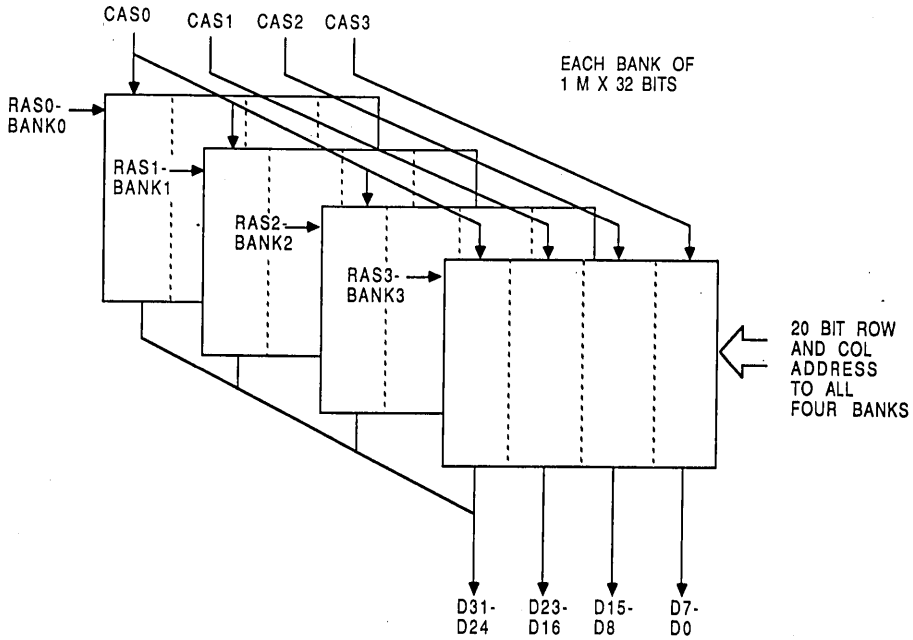 CAS0 CAS1 CAS2 CAS3
EACH BANK OF
1 M X 32 BITS
RAS0-
BANK0
RAS1-
BANK1
RAS2-
BANK2
RAS3-
BANK3
20 BIT ROW
AND COL
ADDRESS
TO ALL
FOUR BANKS
D31- D23- D15- D7-
D24 D16 D8 D0